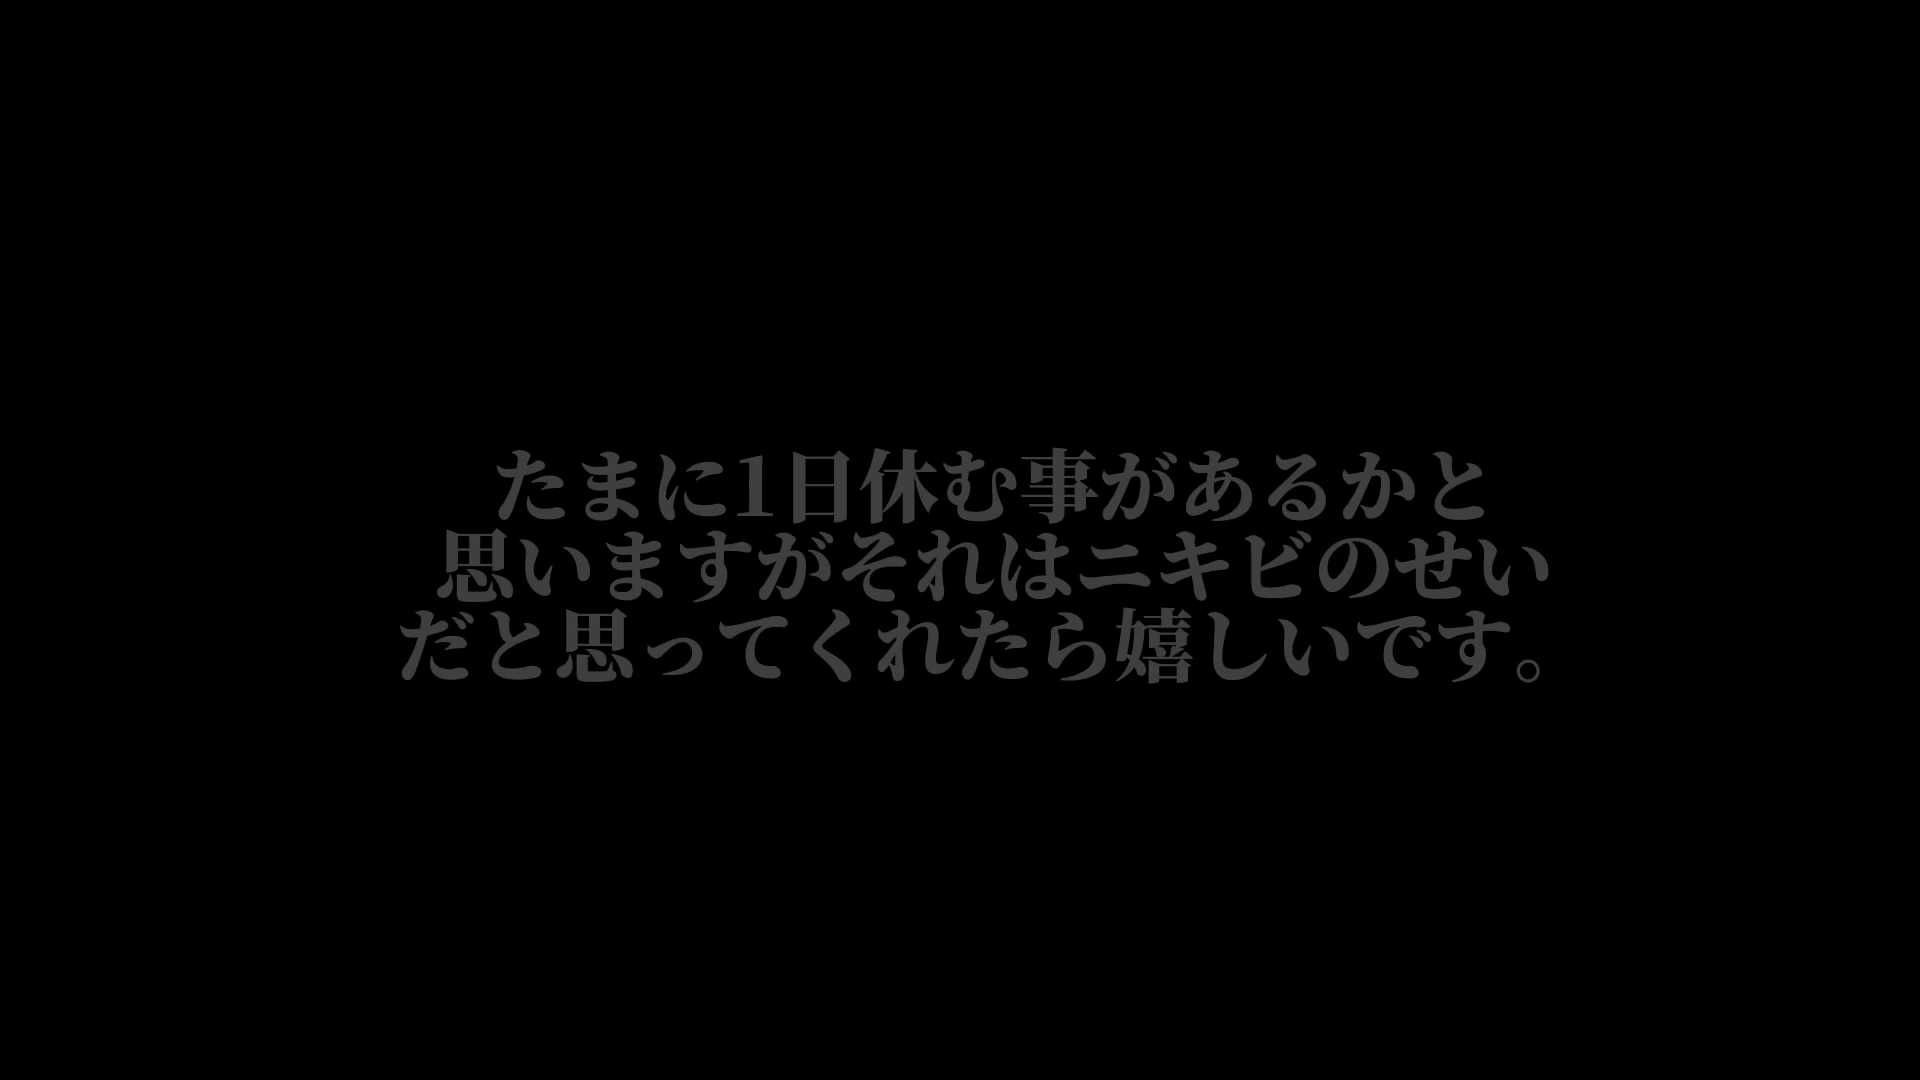 たまに1日休む事があるかと
思いますがそれはニキビのせい
だと思ってくれたら嬉しいです。